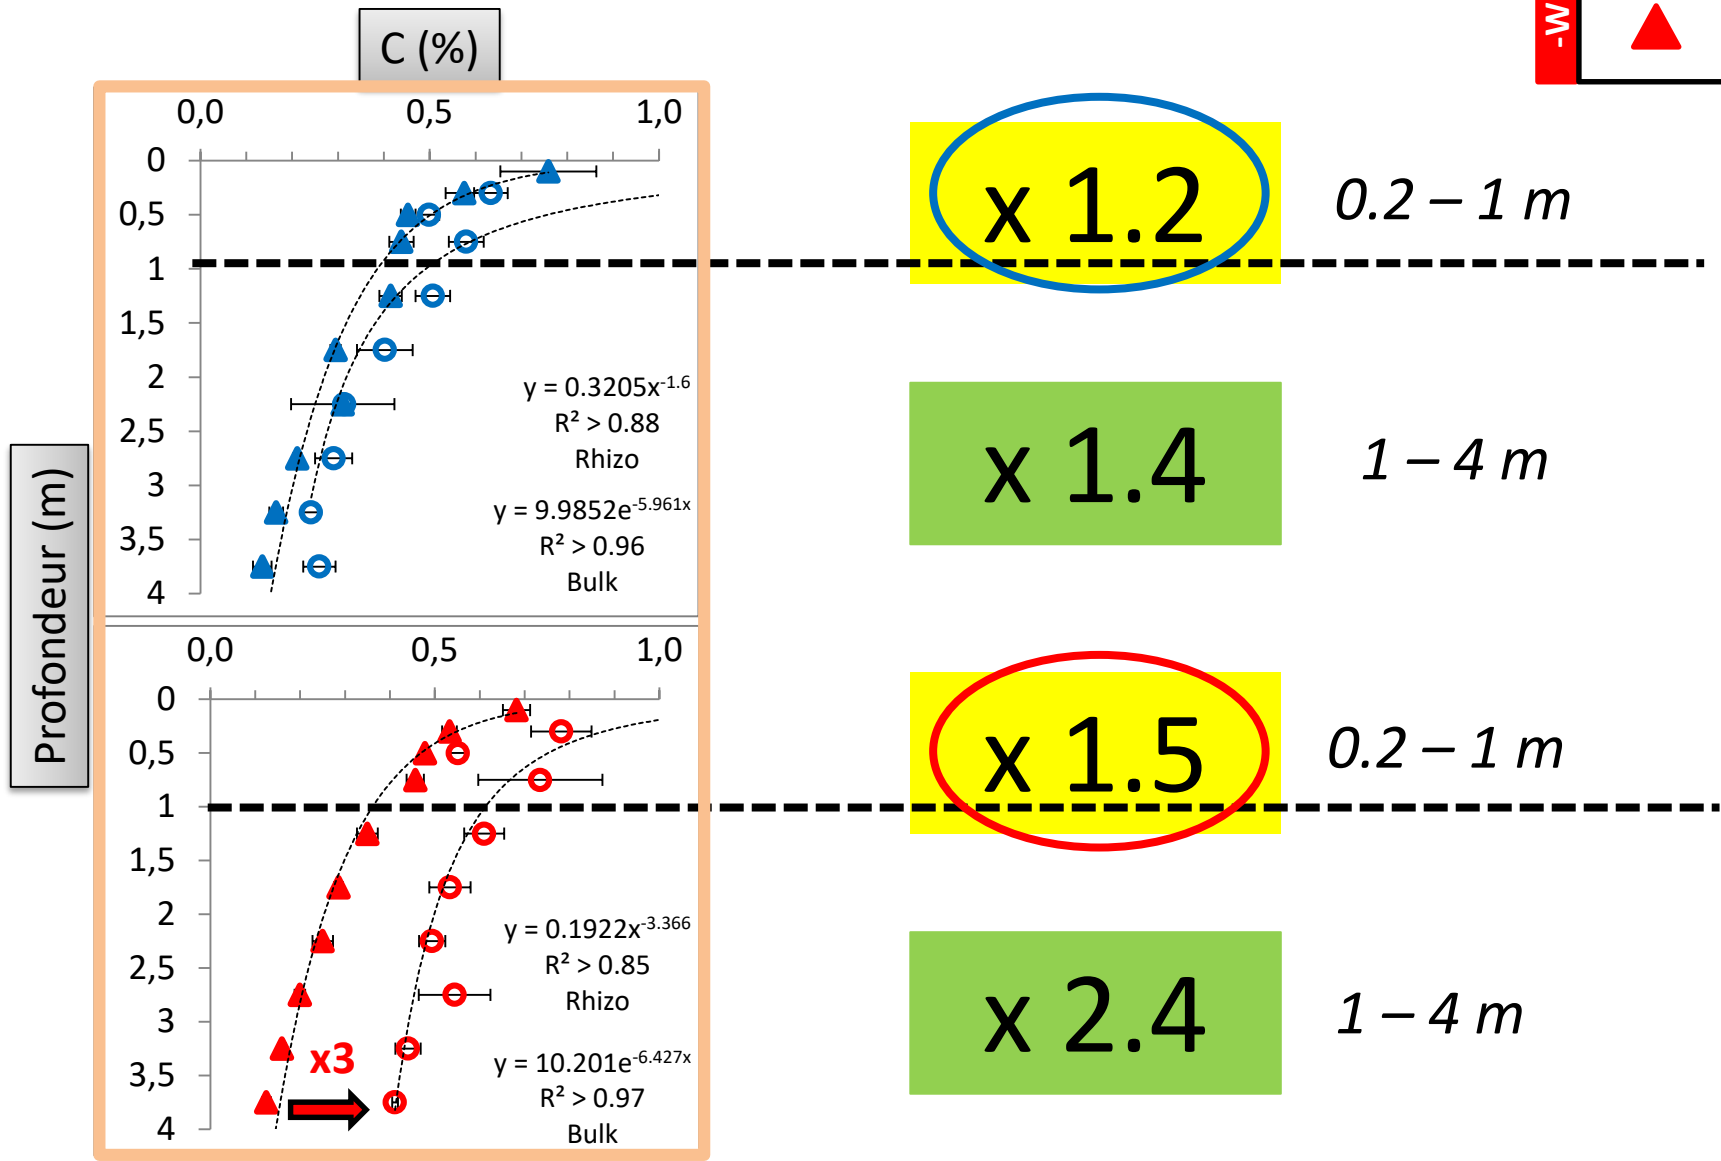 C (%)
-W
0,0 0,5 1,0
0
0,5
1
1,5
2
2,5
3
3,5
4
y = 0.3205x-1.6
R² > 0.88
Rhizo
y = 9.9852e-5.961x
R² > 0.96
Bulk
x 1.2 0.2 – 1 m
x 1.4 1 – 4 m
Profondeur (m)
0,0 0,5 1,0
0
0,5
1
1,5
2
2,5
3
3,5
4
y = 0.1922x-3.366
R² > 0.85
Rhizo
x3
y = 10.201e-6.427x
R² > 0.97
Bulk
x 1.5 0.2 – 1 m
x 2.4 1 – 4 m